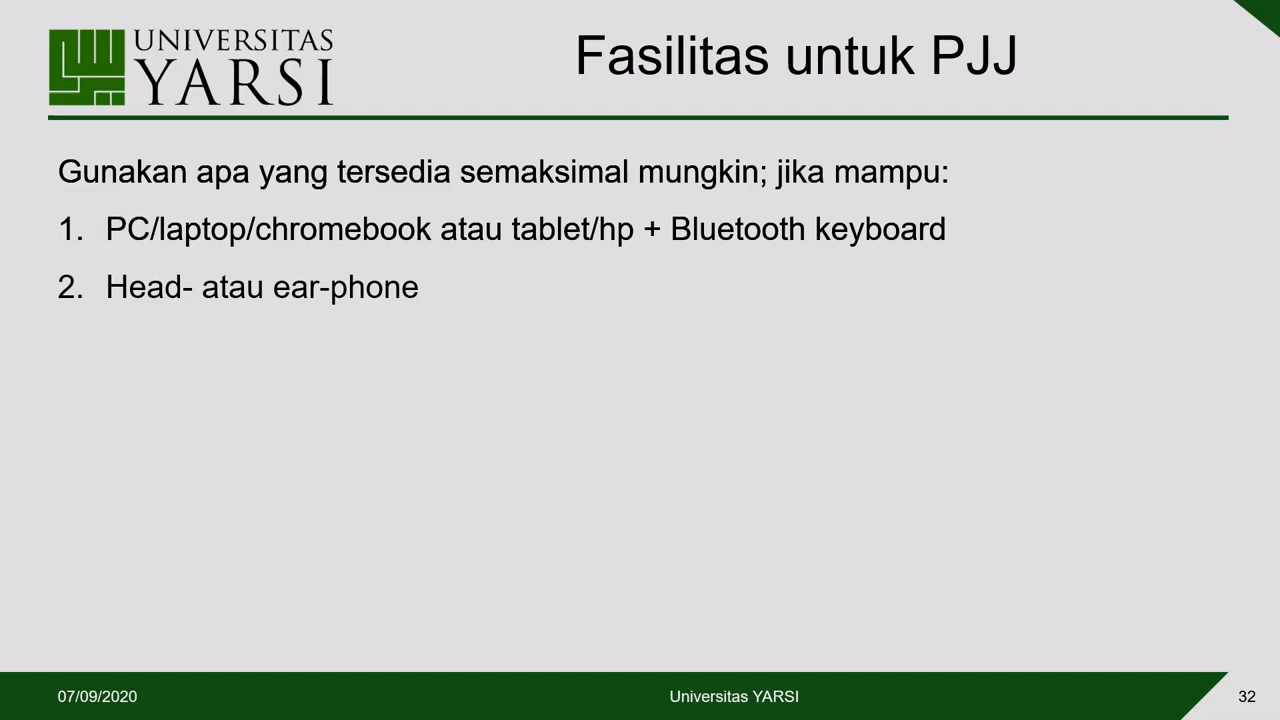 UNIVERSITAS
YARSI
Fasilitas untuk PJJ
Gunakan apa yang tersedia semaksimal mungkin; jika mampu:
1. PC/laptop/chromebook atau tablet/hp + Bluetooth keyboard
2. Head- atau ear-phone
07/09/2020
Universitas YARSI
32